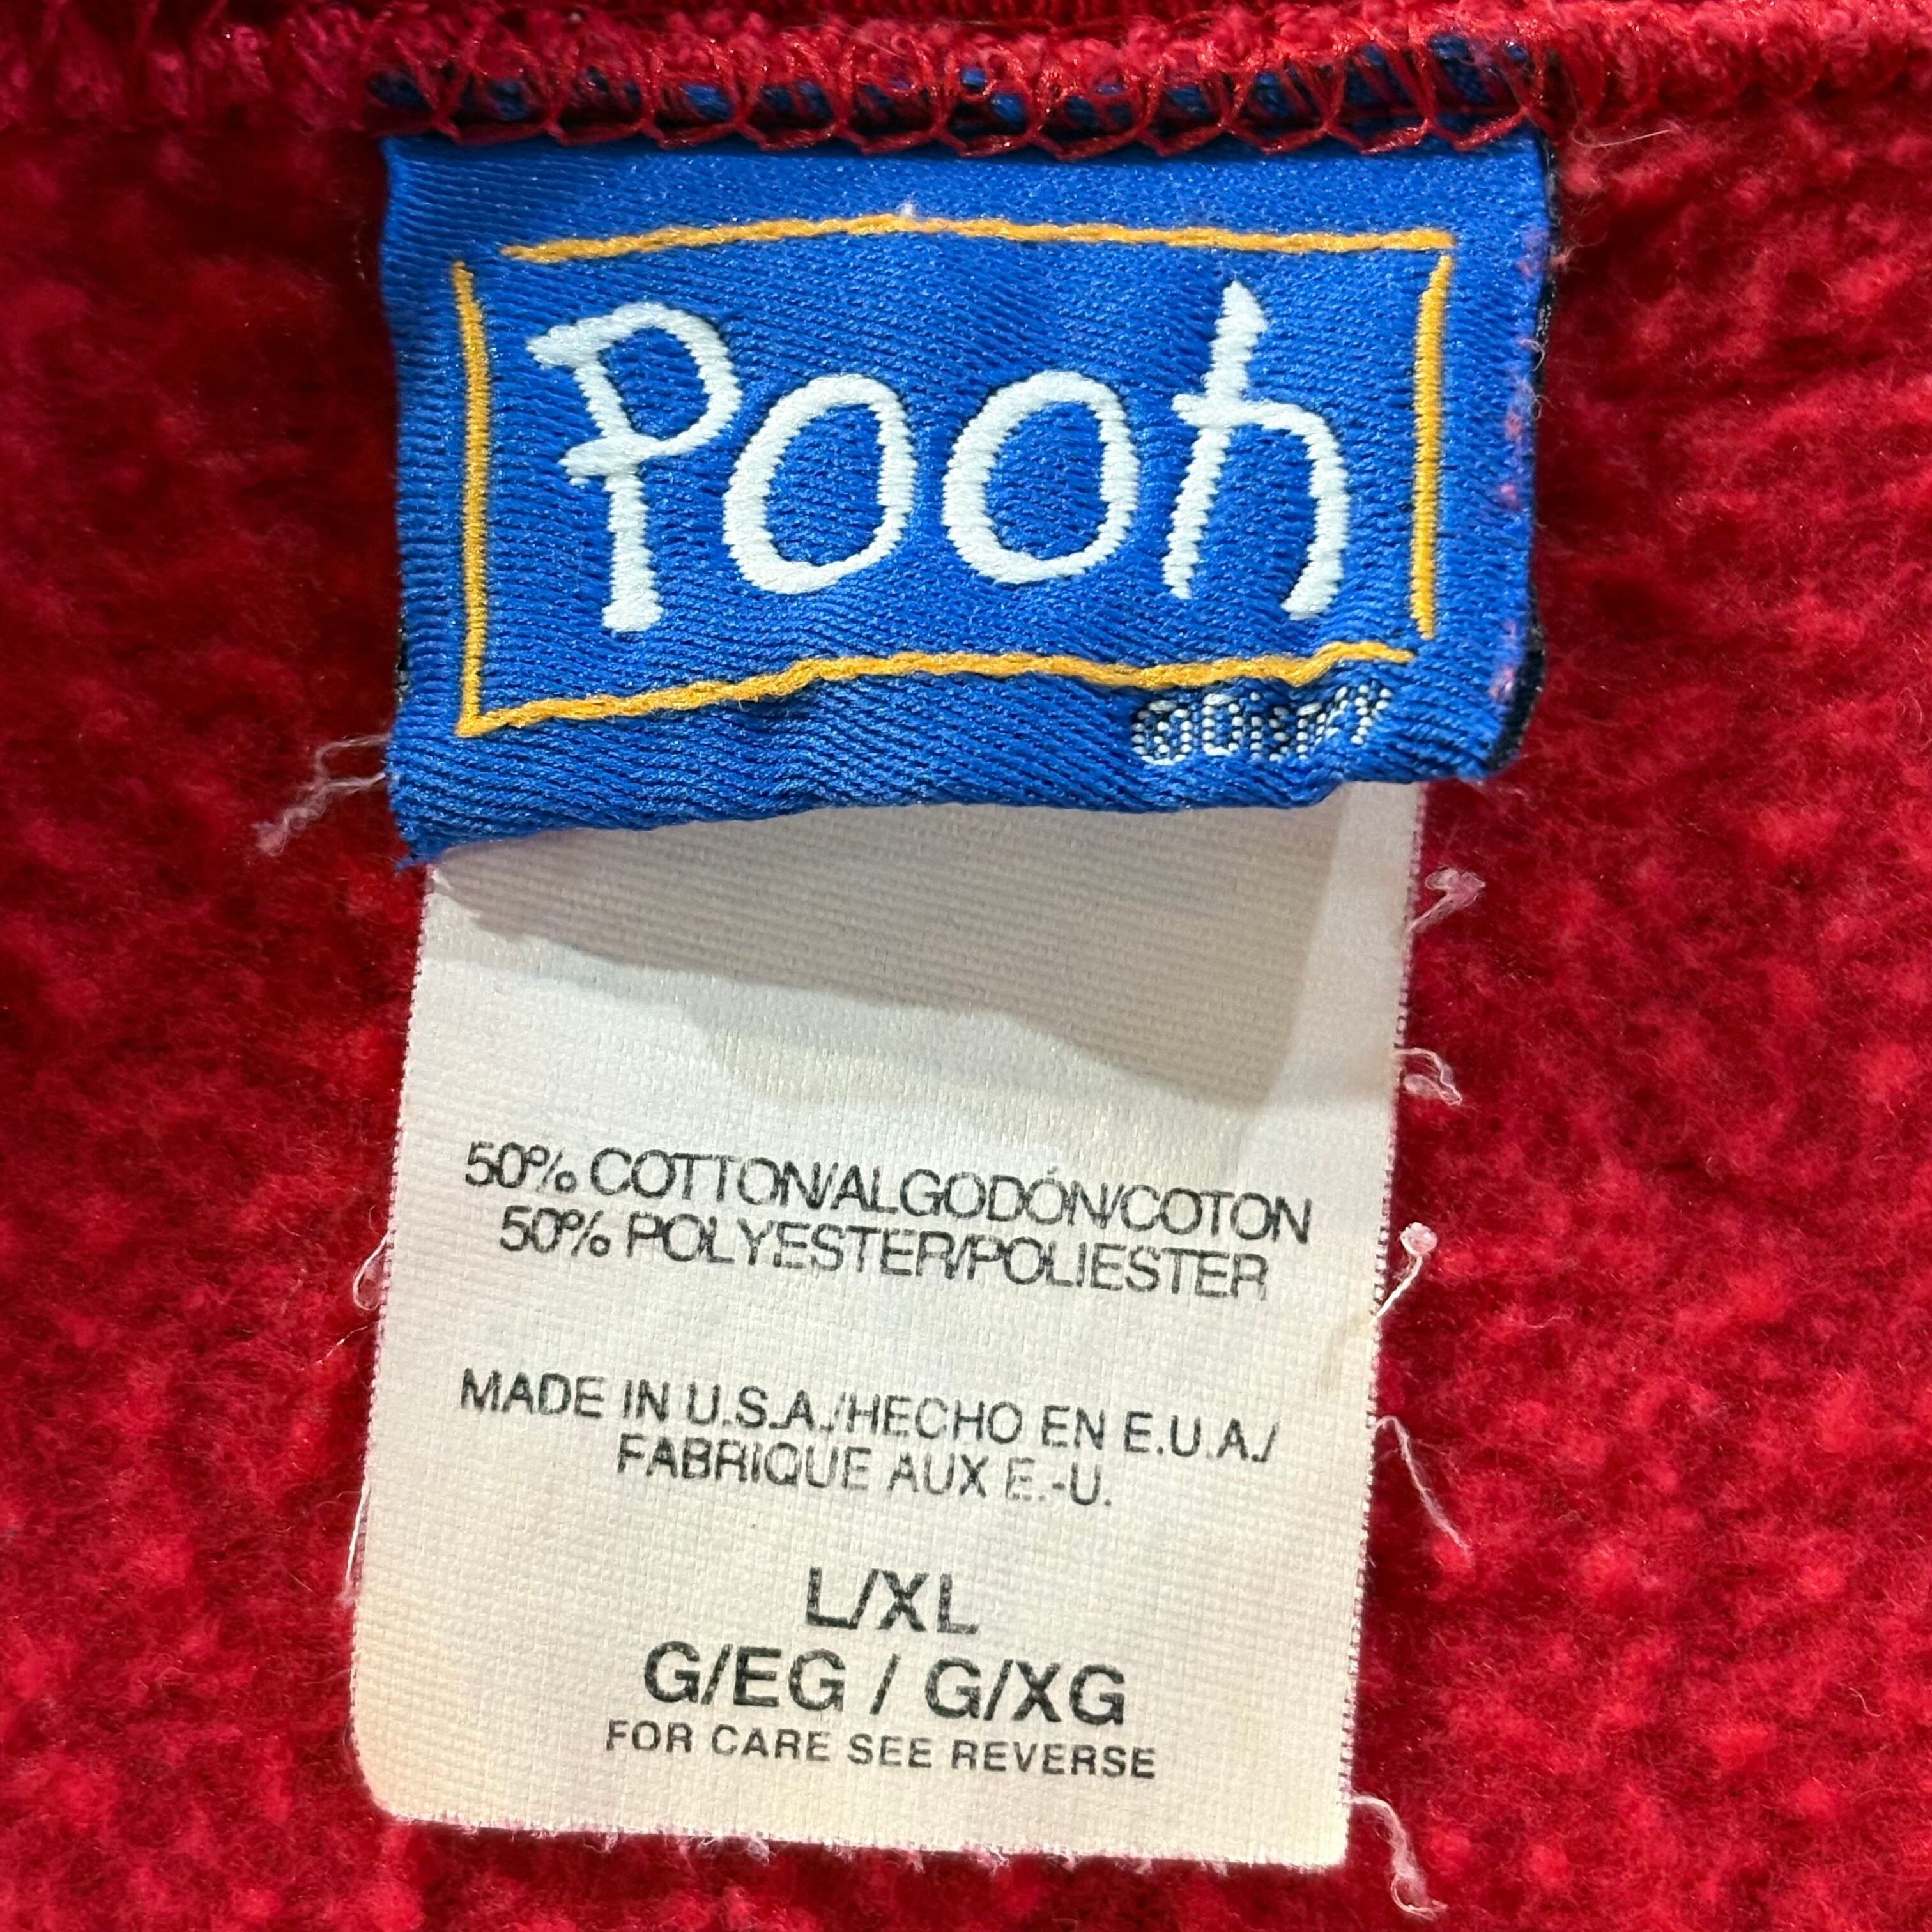 Pooh
©Disney
50% COTTON/ALGODÓN/COTON
50% POLYESTER/POLIESTER
MADE IN U.S.A./HECHO EN E.U.A./
FABRIQUE AUX E.-U.
L/XL
G/EG / G/XG
FOR CARE SEE REVERSE